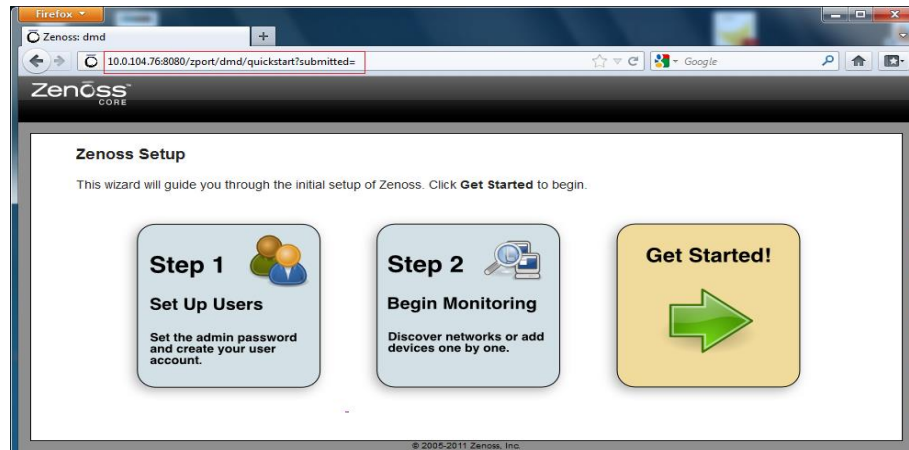 Firefox
Zenoss: dmd
10.0.104.76:8080/zport/dmd/quickstart?submitted=
Google
Zenōss™
CORE
Zenoss Setup
This wizard will guide you through the initial setup of Zenoss. Click Get Started to begin.
Step 1
Set Up Users
Set the admin password
and create your user
account.
Step 2
Begin Monitoring
Discover networks or add
devices one by one.
Get Started!
© 2005-2011 Zenoss, Inc.